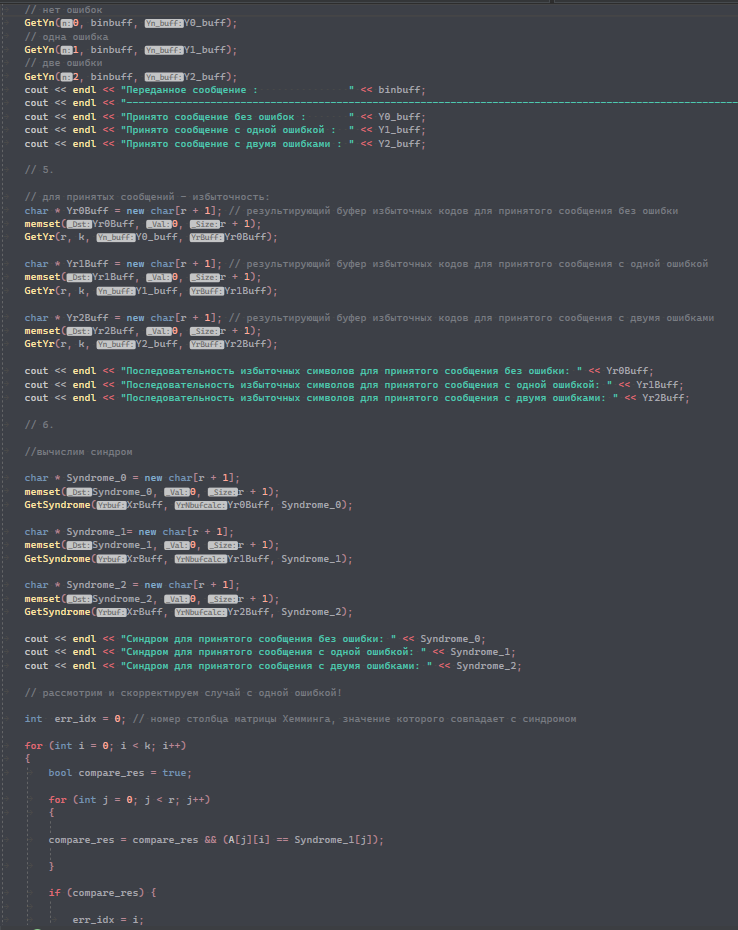 // нет ошибок
GetYn(n:0, binbuff, Yn_buff:Y0_buff);
// одна ошибка
GetYn(n:1, binbuff, Yn_buff:Y1_buff);
// две ошибки
GetYn(n:2, binbuff, Yn_buff:Y2_buff);
cout << endl << "Переданное сообщение :               " << binbuff;
cout << endl << "-----------------------------------------------------------------------------------------------------
cout << endl << "Принято сообщение без ошибок :       " << Y0_buff;
cout << endl << "Принято сообщение с одной ошибкой :  " << Y1_buff;
cout << endl << "Принято сообщение с двумя ошибками : " << Y2_buff;
// 5.
// для принятых сообщений – избыточность:
char * Yr0Buff = new char[r + 1]; // результирующий буфер избыточных кодов для принятого сообщения без ошибки
memset(_Dst:Yr0Buff, _Val:0, _Size:r + 1);
GetYr(r, k, Yn_buff:Y0_buff, YrBuff:Yr0Buff);
char * Yr1Buff = new char[r + 1]; // результирующий буфер избыточных кодов для принятого сообщения с одной ошибкой
memset(_Dst:Yr1Buff, _Val:0, _Size:r + 1);
GetYr(r, k, Yn_buff:Y1_buff, YrBuff:Yr1Buff);
char * Yr2Buff = new char[r + 1]; // результирующий буфер избыточных кодов для принятого сообщения с двумя ошибками
memset(_Dst:Yr2Buff, _Val:0, _Size:r + 1);
GetYr(r, k, Yn_buff:Y2_buff, YrBuff:Yr2Buff);
cout << endl << "Последовательность избыточных символов для принятого сообщения без ошибки: " << Yr0Buff;
cout << endl << "Последовательность избыточных символов для принятого сообщения с одной ошибкой: " << Yr1Buff;
cout << endl << "Последовательность избыточных символов для принятого сообщения с двумя ошибками: " << Yr2Buff;
// 6.
//вычислим синдром
char * Syndrome_0 = new char[r + 1];
memset(_Dst:Syndrome_0, _Val:0, _Size:r + 1);
GetSyndrome(Yrbuf:XrBuff, YrNbufcalc:Yr0Buff, Syndrome_0);
char * Syndrome_1= new char[r + 1];
memset(_Dst:Syndrome_1, _Val:0, _Size:r + 1);
GetSyndrome(Yrbuf:XrBuff, YrNbufcalc:Yr1Buff, Syndrome_1);
char * Syndrome_2 = new char[r + 1];
memset(_Dst:Syndrome_2, _Val:0, _Size:r + 1);
GetSyndrome(Yrbuf:XrBuff, YrNbufcalc:Yr2Buff, Syndrome_2);
cout << endl << "Синдром для принятого сообщения без ошибки: " << Syndrome_0;
cout << endl << "Синдром для принятого сообщения с одной ошибкой: " << Syndrome_1;
cout << endl << "Синдром для принятого сообщения с двумя ошибками: " << Syndrome_2;
// рассмотрим и скорректируем случай с одной ошибкой!
int  err_idx = 0; // номер столбца матрицы Хемминга, значение которого совпадает с синдромом
for (int i = 0; i < k; i++)
{
bool compare_res = true;
for (int j = 0; j < r; j++)
{
compare_res = compare_res && (A[j][i] == Syndrome_1[j]);
}
if (compare_res) {
err_idx = i;